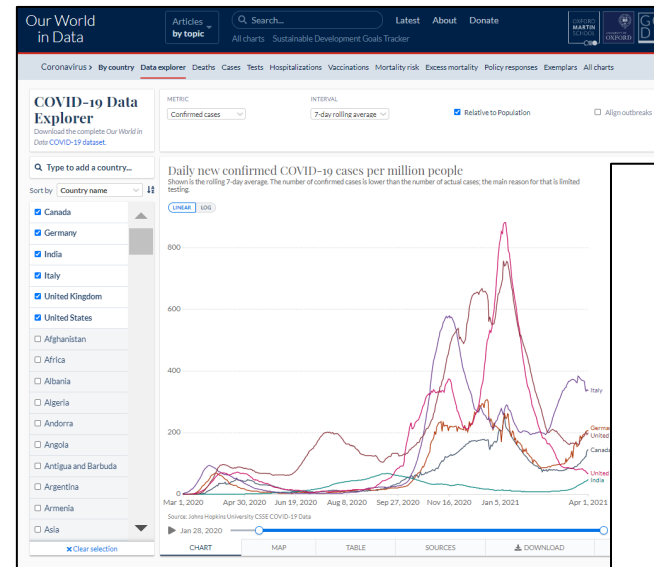 Our World
in Data
Articles
by topic
Search...
Latest About Donate
All charts Sustainable Development Goals Tracker
OXFORD
MARTIN
SCHOOL
OXFORD
Coronavirus > By country Data explorer Deaths Cases Tests Hospitalizations Vaccinations Mortality risk Excess mortality Policy responses Exemplars All charts
COVID-19 Data
Explorer
Download the complete Our World in
Data COVID-19 dataset.
METRIC
Confirmed cases
INTERVAL
7-day rolling average
Relative to Population
Align outbreaks
Type to add a country...
Sort by Country name
Canada
Germany
India
Italy
United Kingdom
United States
Afghanistan
Africa
Albania
Algeria
Andorra
Angola
Antigua and Barbuda
Argentina
Armenia
Asia
× Clear selection
Daily new confirmed COVID-19 cases per million people
Shown is the rolling 7-day average. The number of confirmed cases is lower than the number of actual cases; the main reason for that is limited
testing.
LINEAR LOG
800
600
400
200
0
Italy
Germa
United
Canada
United
India
Mar 1, 2020 Apr 30, 2020 Jun 19, 2020 Aug 8, 2020 Sep 27, 2020 Nov 16, 2020 Jan 5, 2021 Apr 1, 2021
Source: Johns Hopkins University CSSE COVID-19 Data
Jan 28, 2020
CHART MAP TABLE SOURCES DOWNLOAD